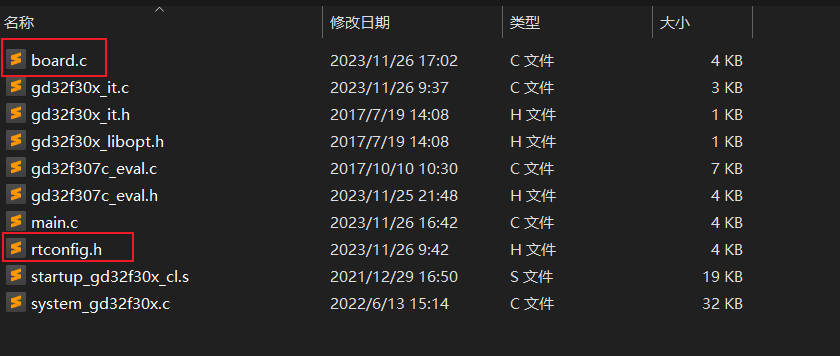 名称 修改日期 类型 大小
board.c 2023/11/26 17:02 C 文件 4 KB
gd32f30x_it.c 2023/11/26 9:37 C 文件 3 KB
gd32f30x_it.h 2017/7/19 14:08 H 文件 1 KB
gd32f30x_libopt.h 2017/7/19 14:08 H 文件 1 KB
gd32f307c_eval.c 2017/10/10 10:30 C 文件 7 KB
gd32f307c_eval.h 2023/11/25 21:48 H 文件 4 KB
main.c 2023/11/26 16:42 C 文件 4 KB
rtconfig.h 2023/11/26 9:42 H 文件 4 KB
startup_gd32f30x_cl.s 2021/12/29 16:50 S 文件 19 KB
system_gd32f30x.c 2022/6/13 15:14 C 文件 32 KB